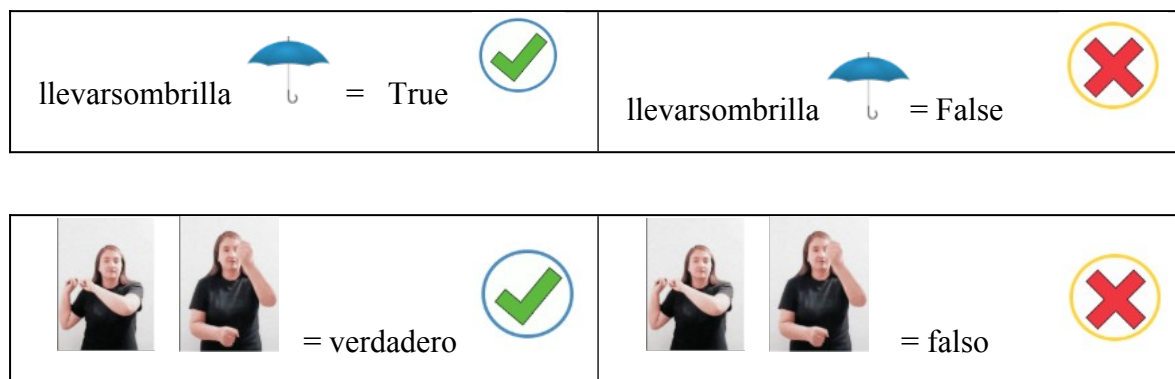 llevarsombrilla = True
llevarsombrilla = False
= verdadero
= falso